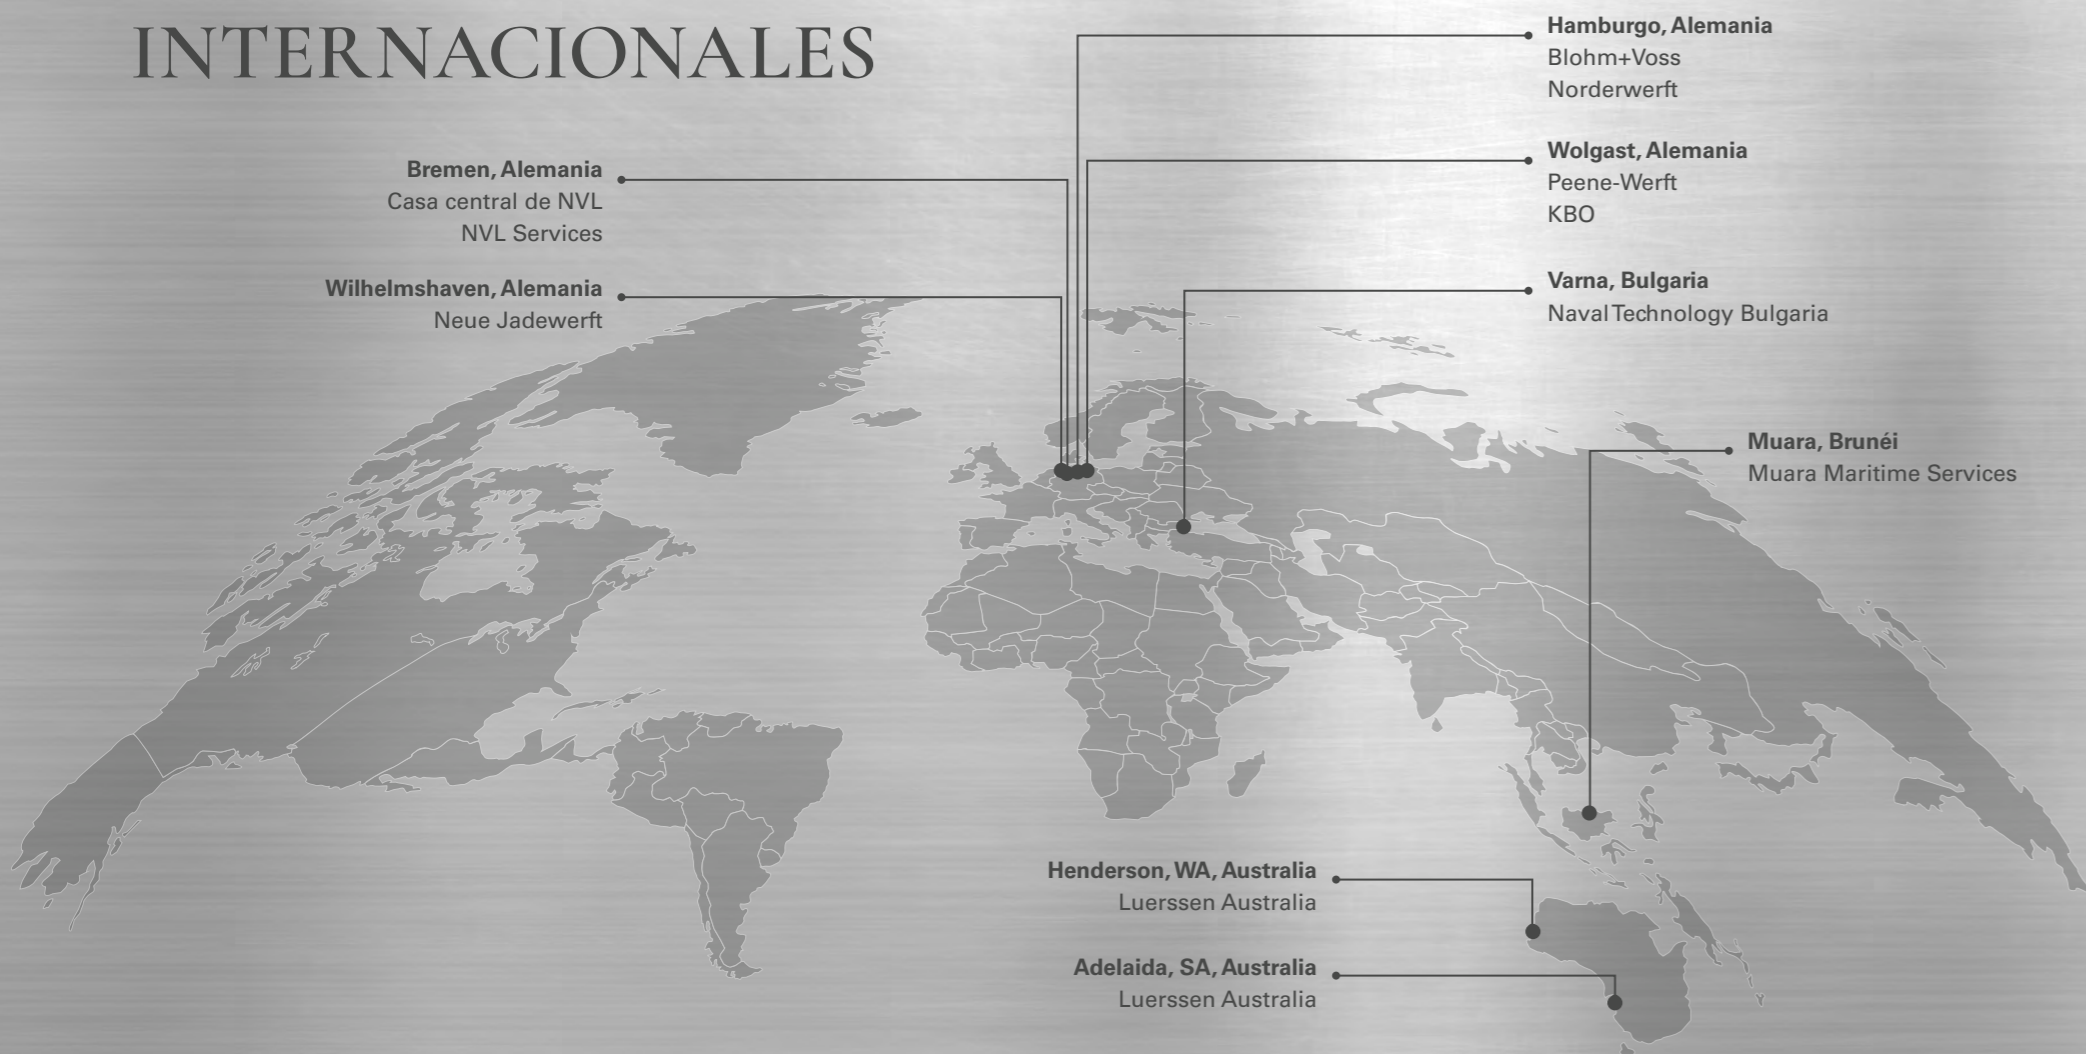 INTERNACIONALES
Hamburgo, Alemania
Blohm+Voss
Norderwerft
Bremen, Alemania
Casa central de NVL
NVL Services
Wolgast, Alemania
Peene-Werft
KBO
Wilhelmshaven, Alemania
Neue Jadewerft
Varna, Bulgaria
Naval Technology Bulgaria
Muara, Brunéi
Muara Maritime Services
Henderson, WA, Australia
Luerssen Australia
Adelaida, SA, Australia
Luerssen Australia